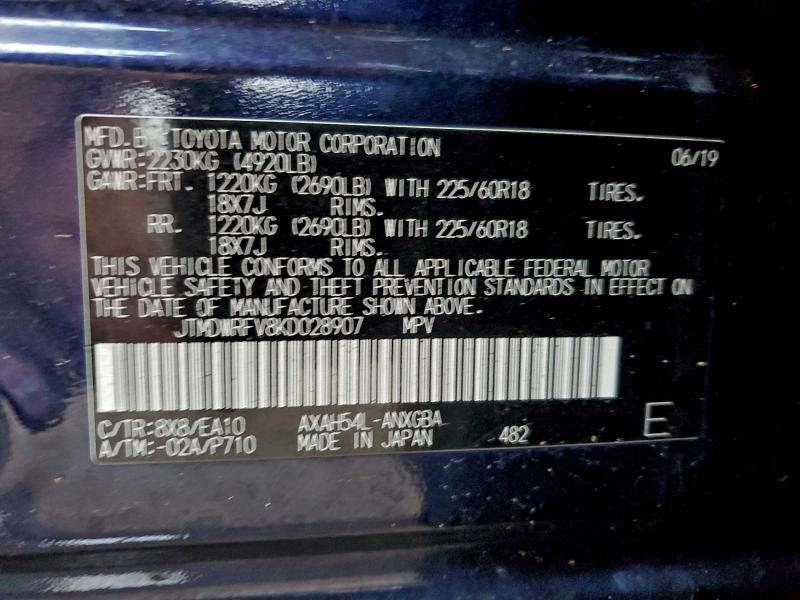 MFD.BY:TOYOTA MOTOR CORPORATION 06/19
GVWR:2230KG (4920LB)
GAWR:FRT. 1220KG (2690LB) WITH 225/60R18 TIRES.
18X7J RIMS.
RR. 1220KG (2690LB) WITH 225/60R18 TIRES.
18X7J RIMS.
THIS VEHICLE CONFORMS TO ALL APPLICABLE FEDERAL MOTOR
VEHICLE SAFETY AND THEFT PREVENTION STANDARDS IN EFFECT ON
THE DATE OF MANUFACTURE SHOWN ABOVE.
JTMDWRFV8KD028907 MPV
C/TR:8X8/EA10 AXAH54L-ANXGBA
A/TM:-02A/P710 MADE IN JAPAN 482 E